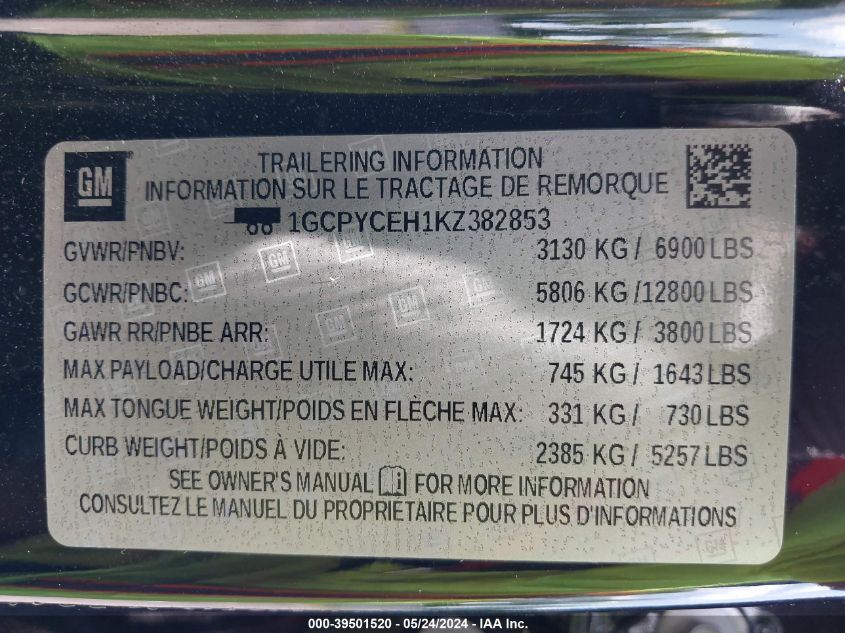 GM
TRAILERING INFORMATION
INFORMATION SUR LE TRACTAGE DE REMORQUE
1GCPYCEH1KZ382853
GVWR/PNBV: 3130 KG / 6900 LBS
GCWR/PNBC: 5806 KG /12800 LBS
GAWR RR/PNBE ARR: 1724 KG / 3800 LBS
MAX PAYLOAD/CHARGE UTILE MAX: 745 KG / 1643 LBS
MAX TONGUE WEIGHT/POIDS EN FLÈCHE MAX: 331 KG / 730 LBS
CURB WEIGHT/POIDS À VIDE: 2385 KG / 5257 LBS
SEE OWNER'S MANUAL i FOR MORE INFORMATION
CONSULTEZ LE MANUEL DU PROPRIÉTAIRE POUR PLUS D'INFORMATIONS
000-39501520 - 05/24/2024 - IAA Inc.